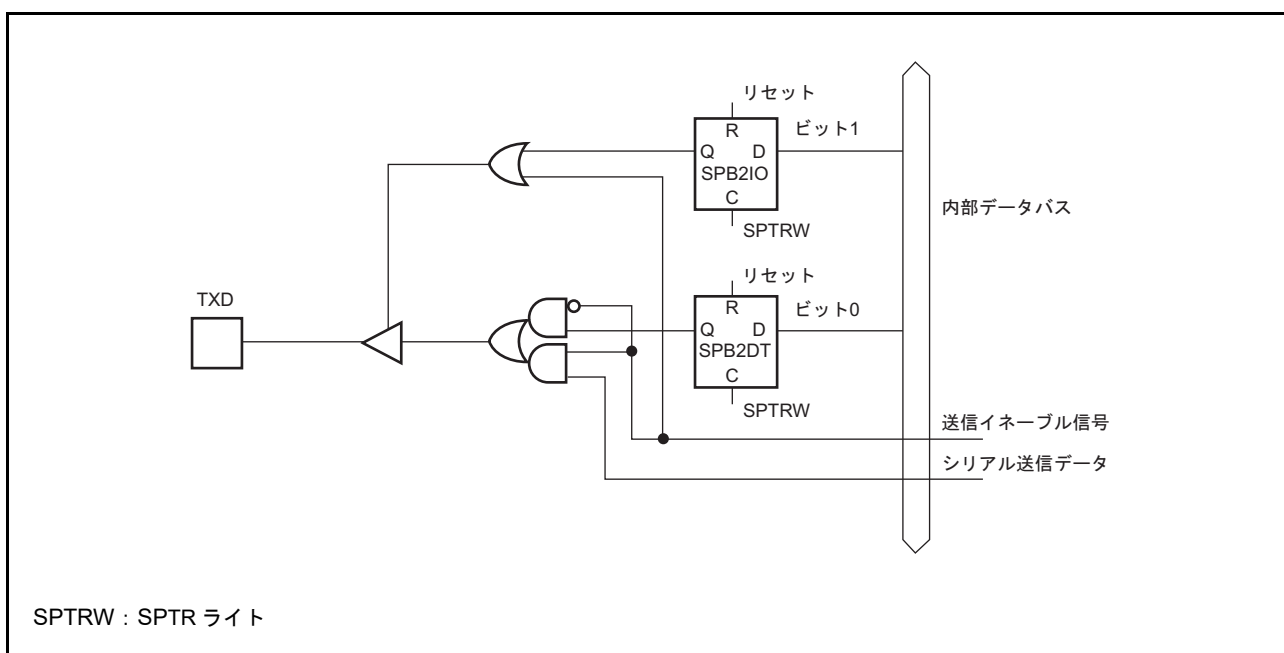 リセット
R
ビット1
Q D
SPB2IO
C
SPTRW
内部データバス
リセット
R
ビット0
TXD
Q D
SPB2DT
C
SPTRW
送信イネーブル信号
シリアル送信データ
SPTRW：SPTR ライト